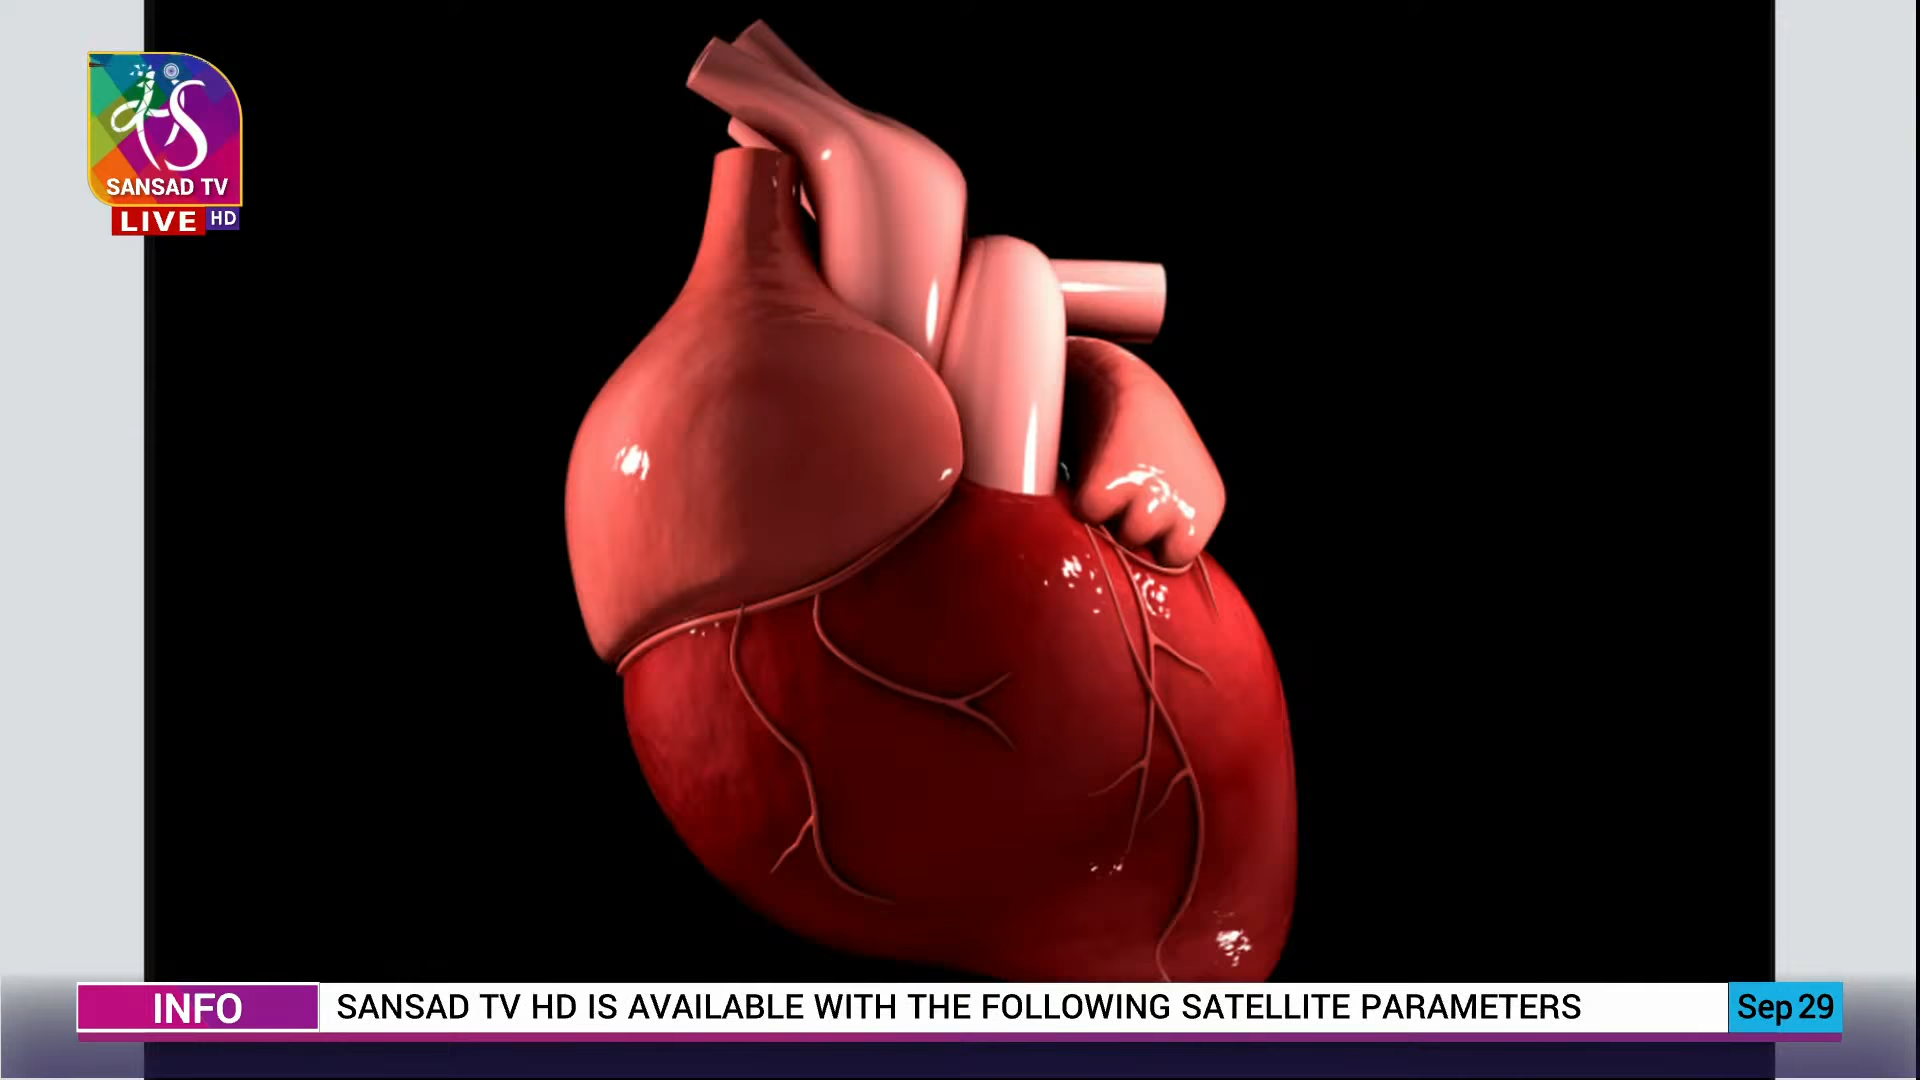 SANSAD TV
LIVE HD
INFO SANSAD TV HD IS AVAILABLE WITH THE FOLLOWING SATELLITE PARAMETERS Sep 29